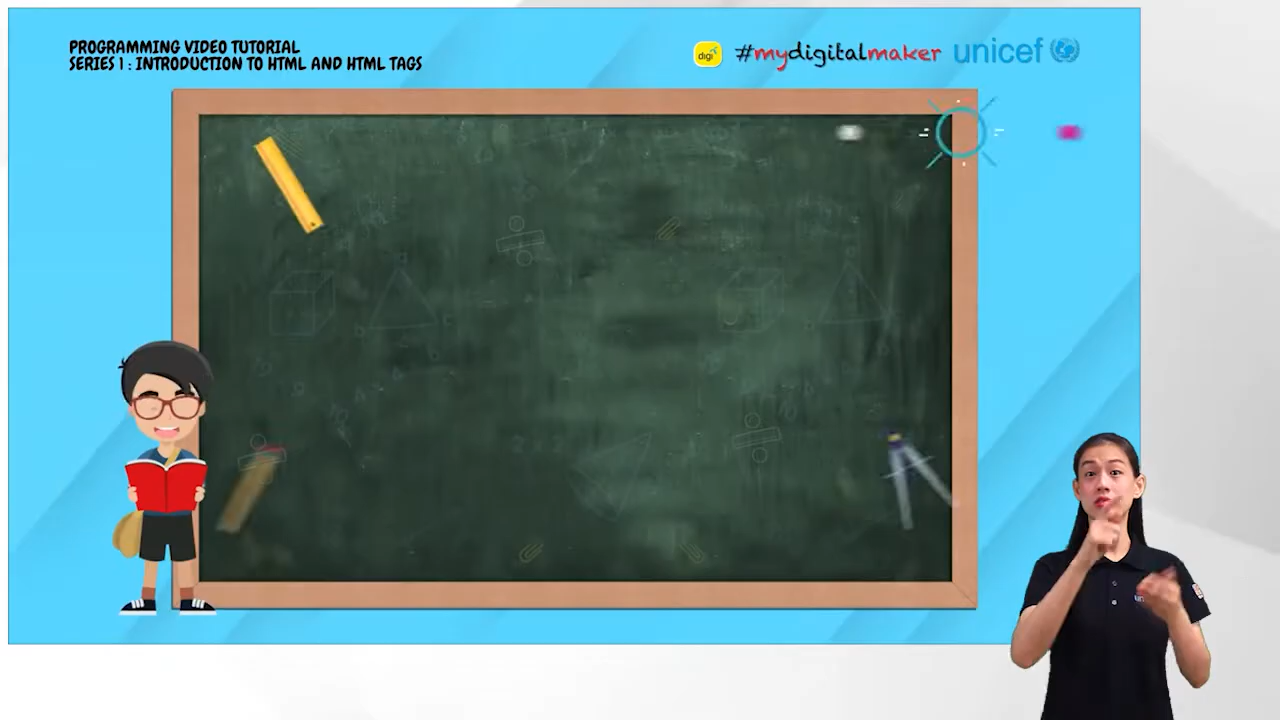 PROGRAMMING VIDEO TUTORIAL
SERIES 1 : INTRODUCTION TO HTML AND HTML TAGS
digi
#mydigitalmaker
unicef